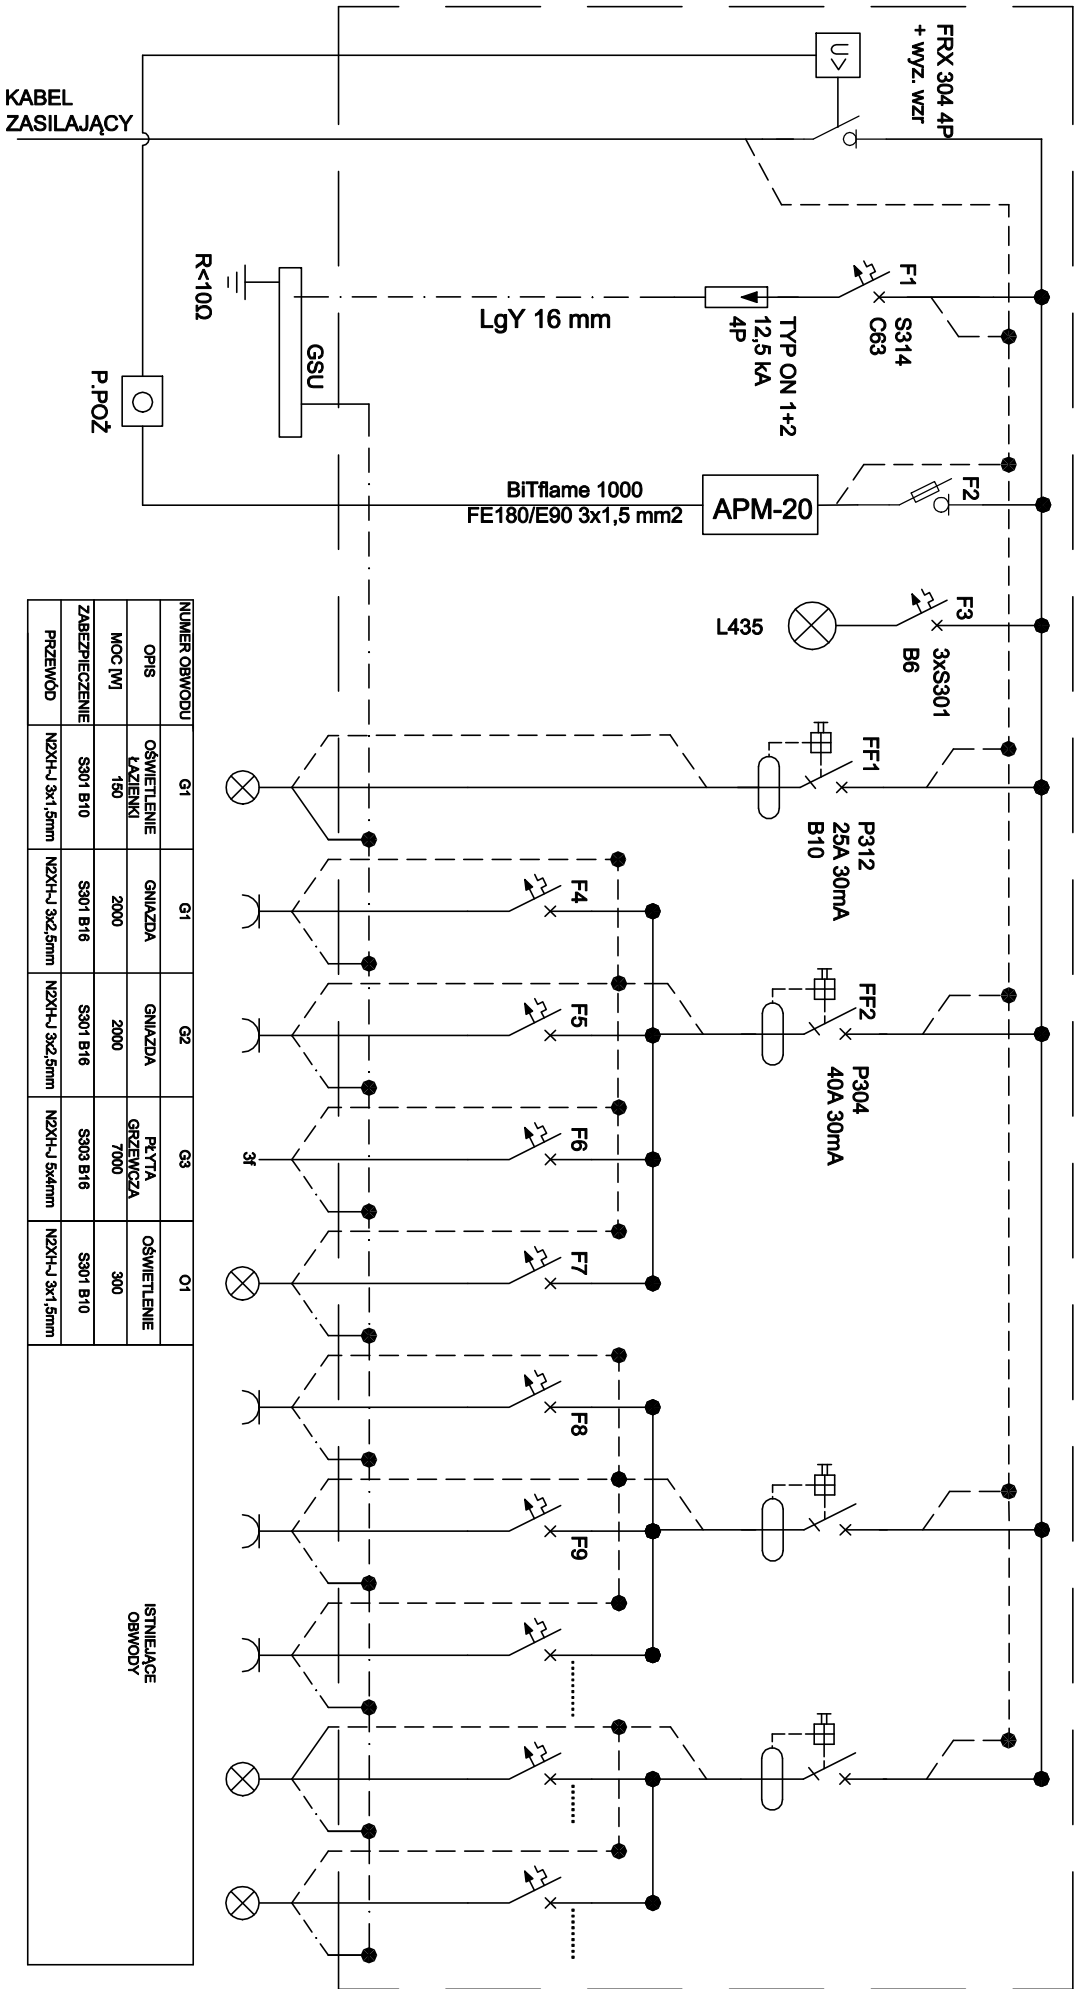 FRX 304 4P
+ wyz. wzr
U>
KABEL
ZASILAJĄCY
F1
S314
C63
TYP ON 1+2
12,5 kA
4P
LgY 16 mm
R<10Ω
GSU
P.POŻ
F2
APM-20
BiTflame 1000
FE180/E90 3x1,5 mm2
F3
3xS301
B6
L435
FF1
P312
25A 30mA
B10
FF2
P304
40A 30mA
F4
F5
F6
F7
F8
F9
3f
NUMER OBWODU G1 G1 G2 G3 O1
OPIS OŚWIETLENIE ŁAZIENKI GNIAZDA GNIAZDA PŁYTA GRZEWCZA OŚWIETLENIE
MOC [W] 150 2000 2000 7000 300
ZABEZPIECZENIE S301 B10 S301 B16 S301 B16 S303 B16 S301 B10
PRZEWÓD N2XH-J 3x1,5mm N2XH-J 3x2,5mm N2XH-J 3x2,5mm N2XH-J 5x4mm N2XH-J 3x1,5mm
ISTNIEJĄCE
OBWODY